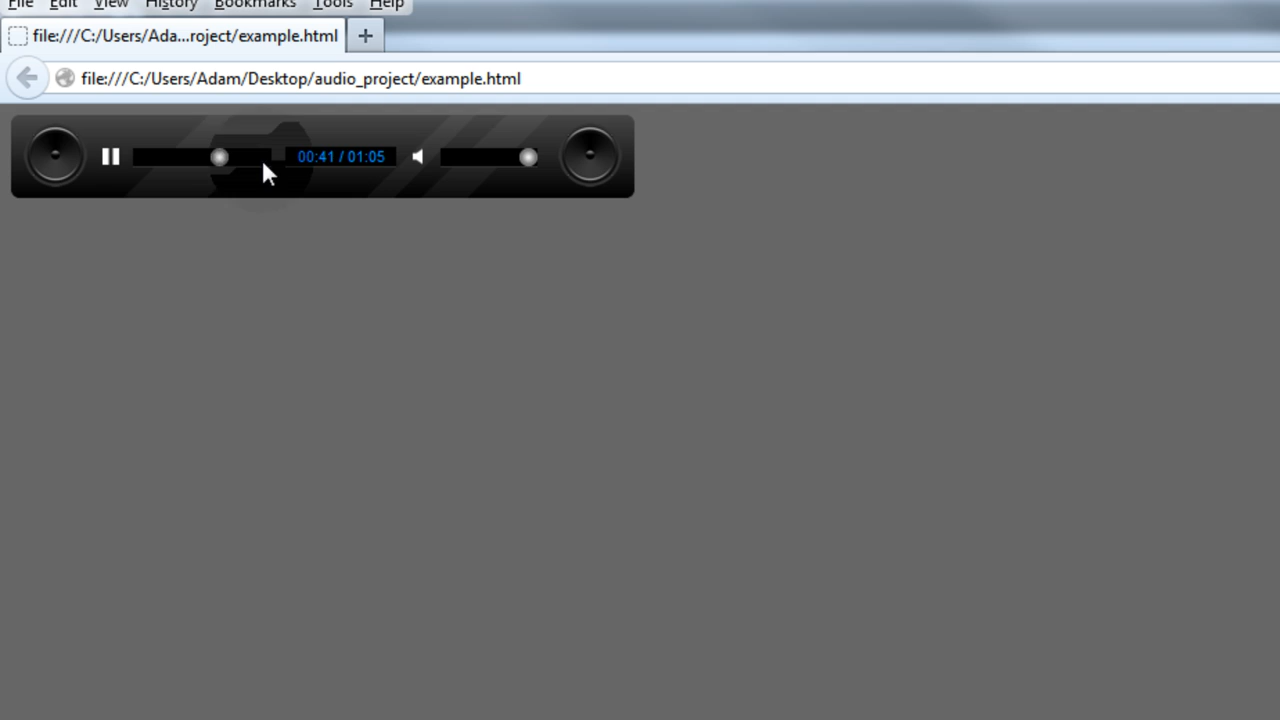 File Edit View History Bookmarks Tools Help
file:///C:/Users/Ada...roject/example.html
file:///C:/Users/Adam/Desktop/audio_project/example.html
00:41 / 01:05